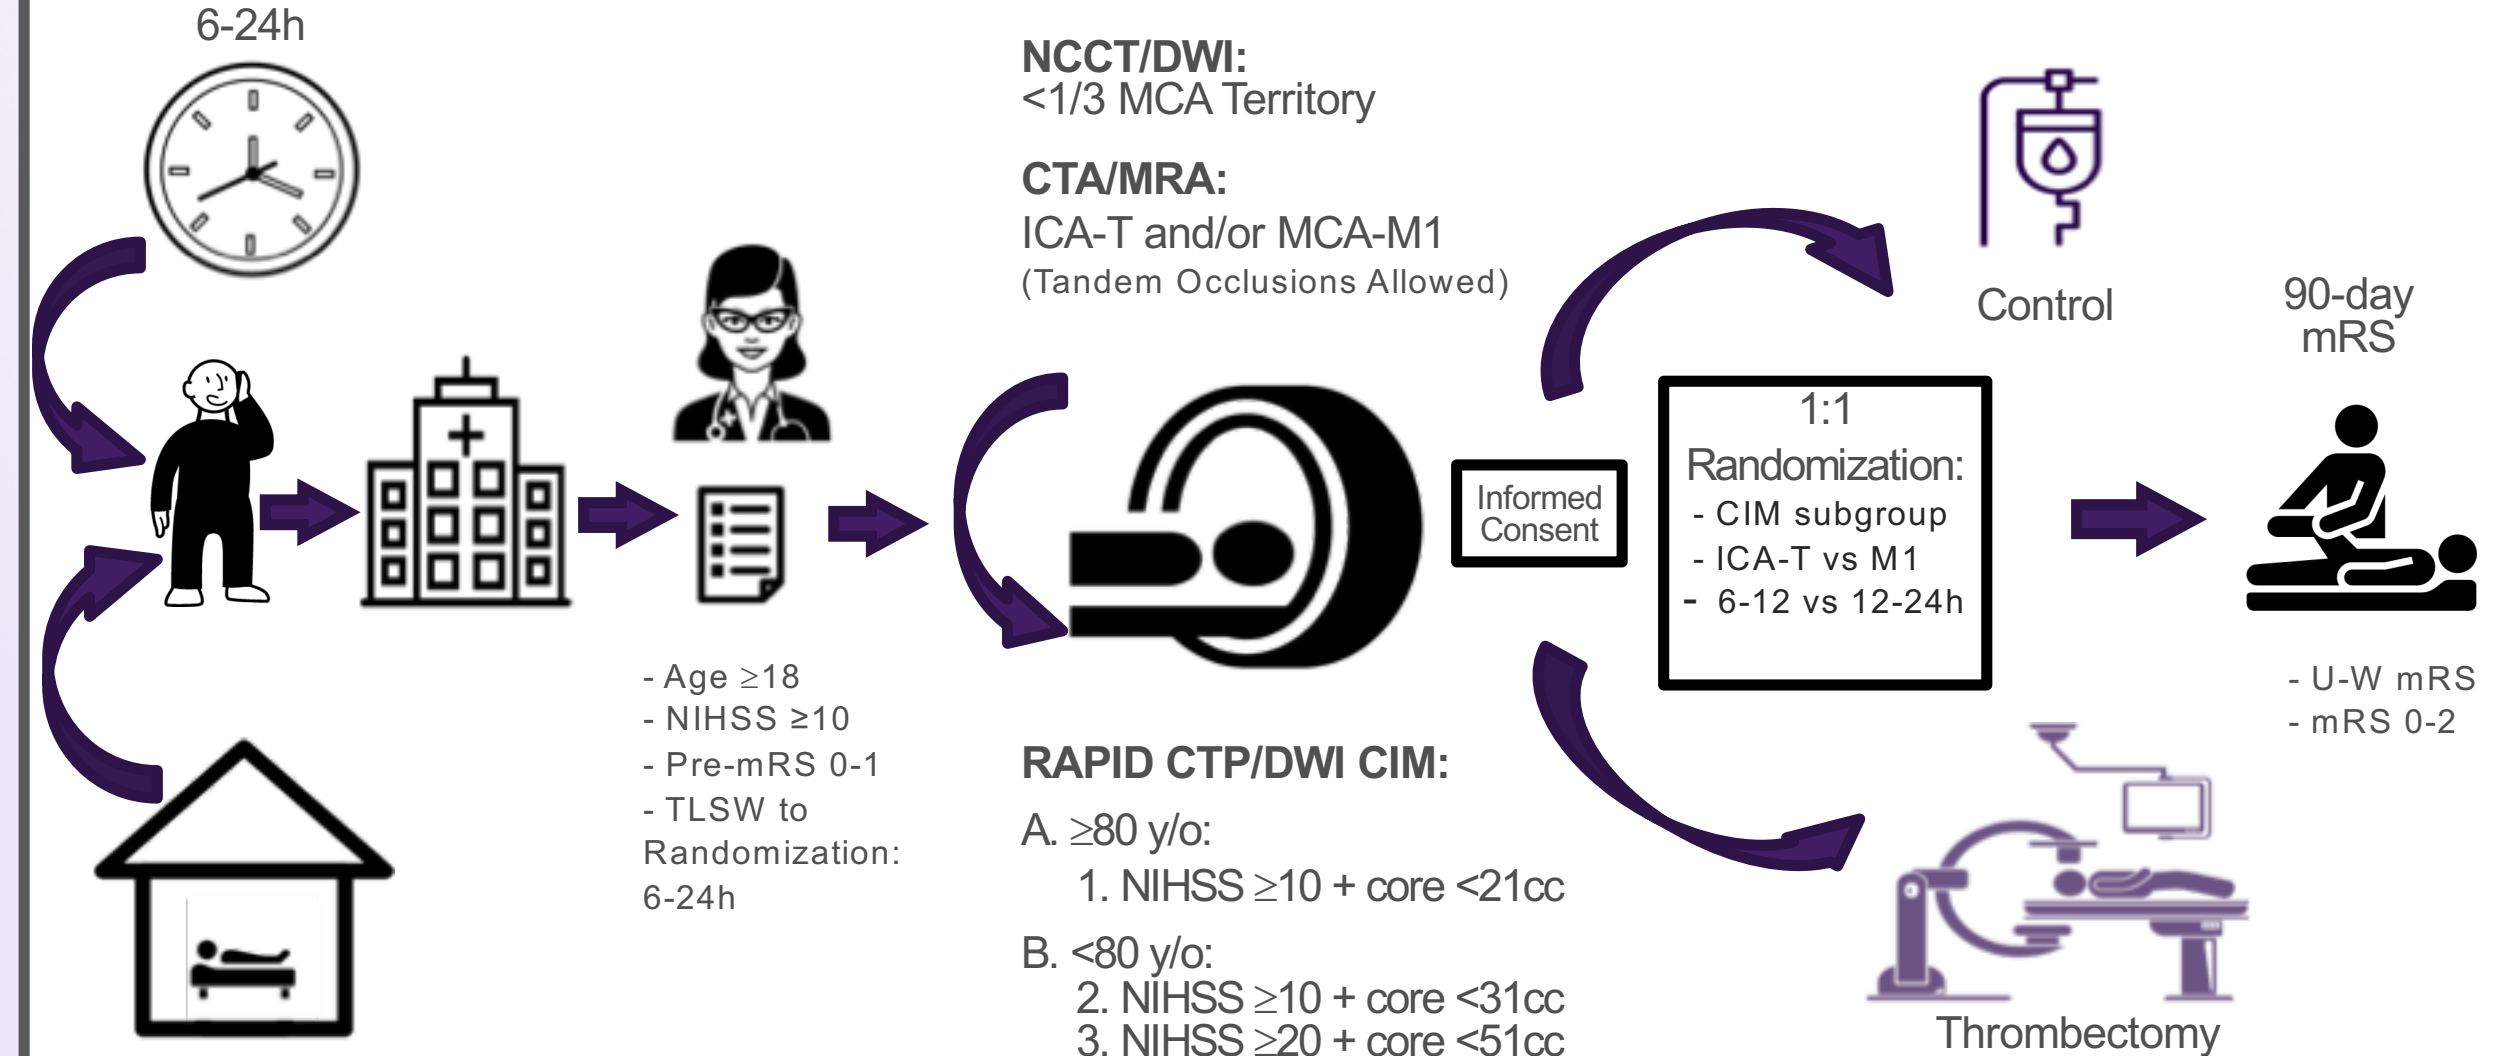 6-24h
NCCT/DWI:
<1/3 MCA Territory
CTA/MRA:
ICA-T and/or MCA-M1
(Tandem Occlusions Allowed)
- Age ≥18
- NIHSS ≥10
- Pre-mRS 0-1
- TLSW to
Randomization:
6-24h
RAPID CTP/DWI CIM:
A. ≥80 y/o:
1. NIHSS ≥10 + core <21cc
B. <80 y/o:
2. NIHSS ≥10 + core <31cc
3. NIHSS ≥20 + core <51cc
Informed
Consent
1:1
Randomization:
- CIM subgroup
- ICA-T vs M1
- 6-12 vs 12-24h
Control
Thrombectomy
90-day
mRS
- U-W mRS
- mRS 0-2